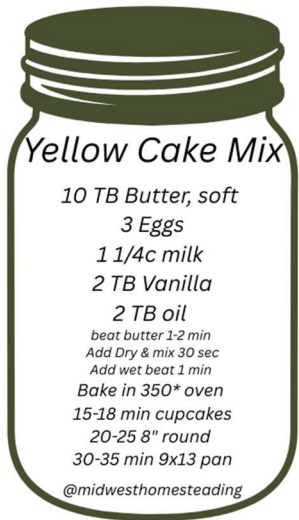 Yellow Cake Mix
10 TB Butter, soft
3 Eggs
1 1/4c milk
2 TB Vanilla
2 TB oil
beat butter 1-2 min
Add Dry & mix 30 sec
Add wet beat 1 min
Bake in 350* oven
15-18 min cupcakes
20-25 8" round
30-35 min 9x13 pan
@midwesthomesteading